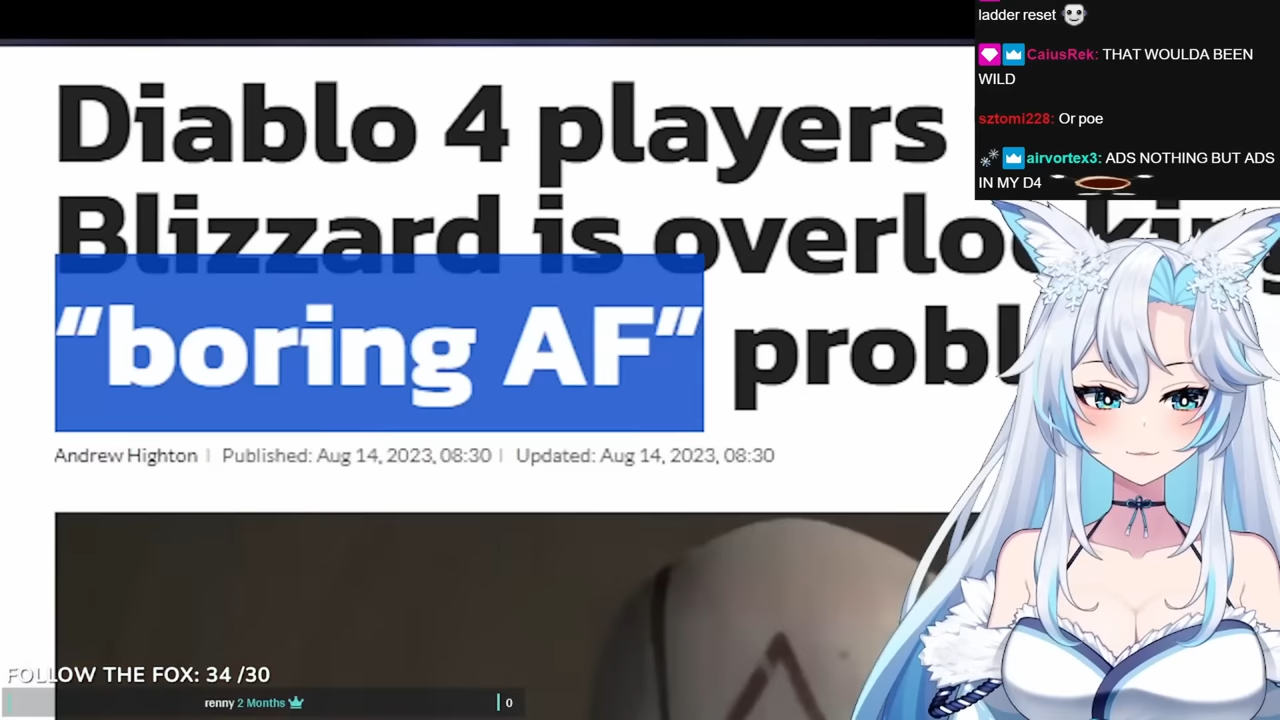 Diablo 4 players
Blizzard is overlooking
“boring AF” probl
Andrew Highton | Published: Aug 14, 2023, 08:30 | Updated: Aug 14, 2023, 08:30
ladder reset
CaiusRek: THAT WOULDA BEEN
WILD
sztomi228: Or poe
airvortex3: ADS NOTHING BUT ADS
IN MY D4
FOLLOW THE FOX: 34 /30
renny 2 Months
0